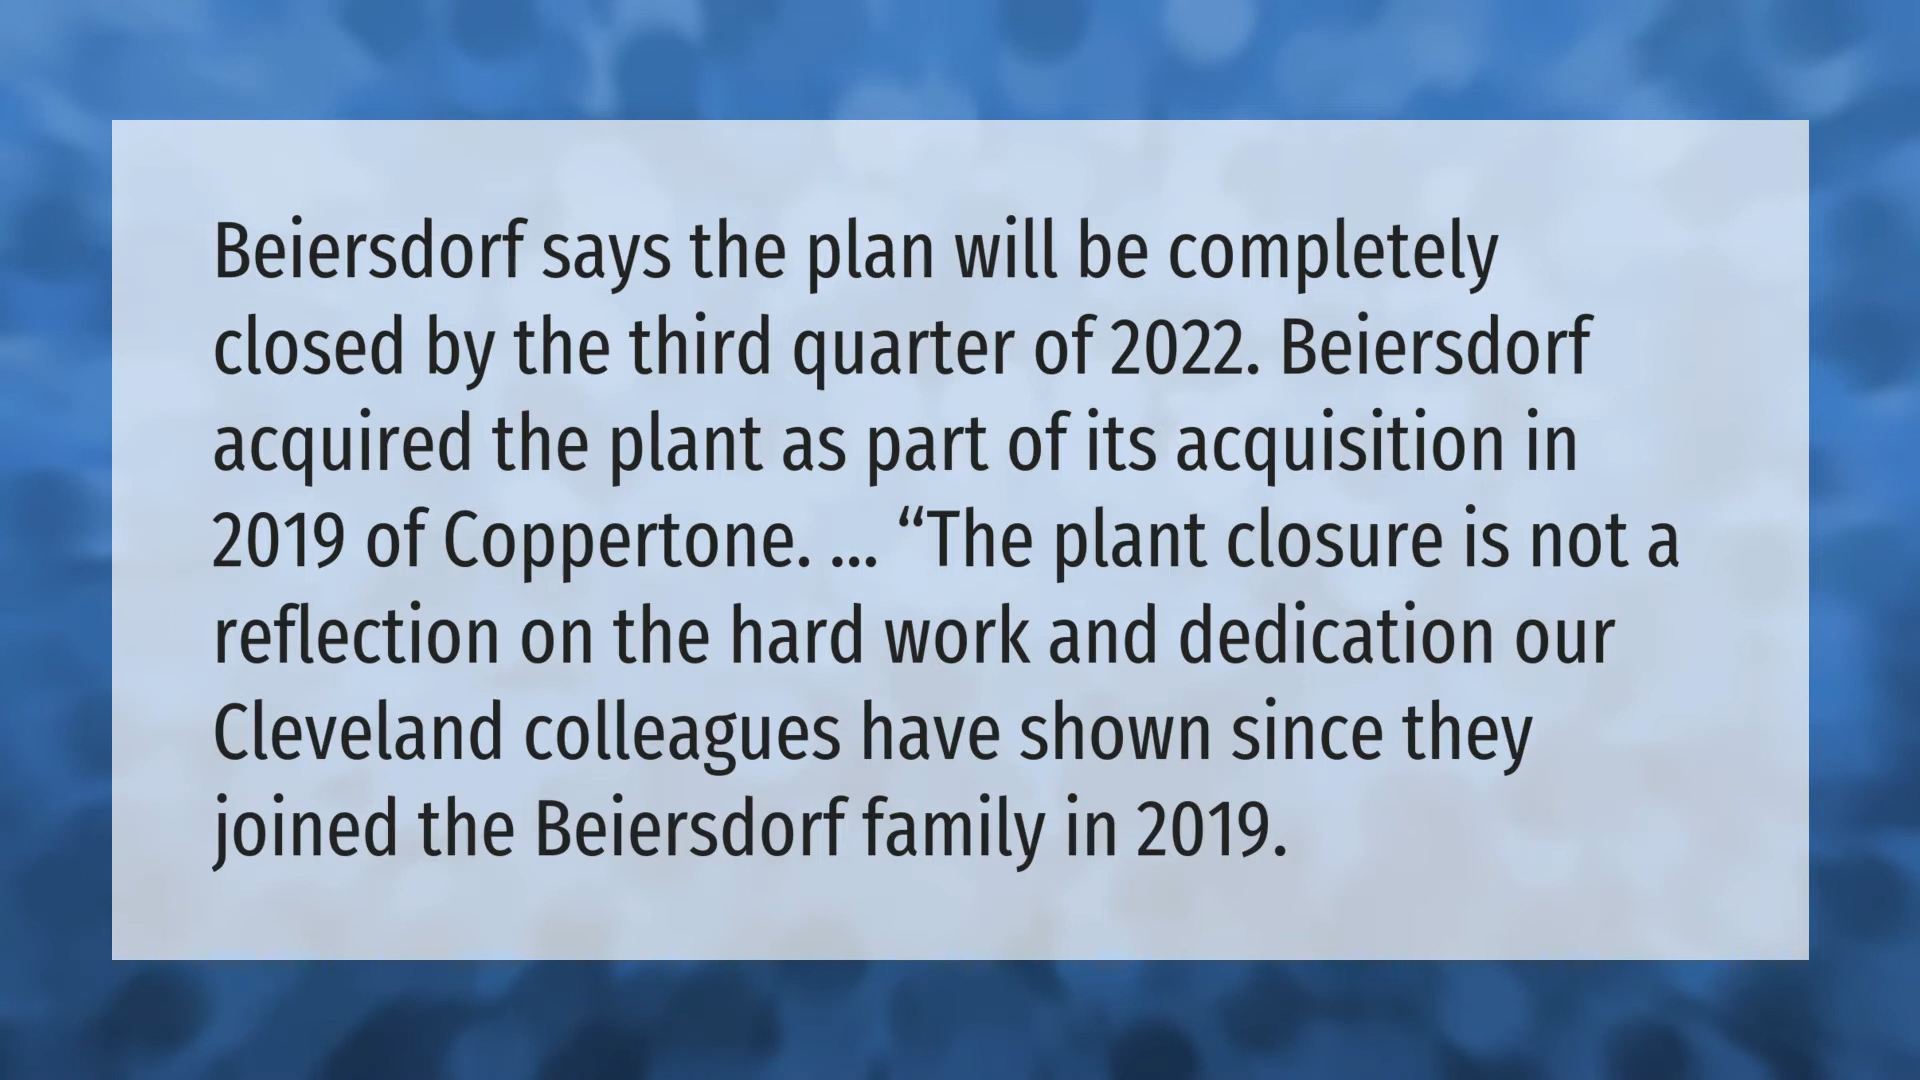 Beiersdorf says the plan will be completely
closed by the third quarter of 2022. Beiersdorf
acquired the plant as part of its acquisition in
2019 of Coppertone. ... “The plant closure is not a
reflection on the hard work and dedication our
Cleveland colleagues have shown since they
joined the Beiersdorf family in 2019.